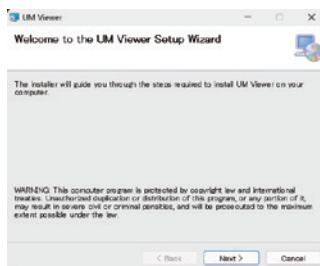 UM Viewer
Welcome to the UM Viewer Setup Wizard
The installer will guide you through the steps required to install UM Viewer on your
computer.
WARNING: This computer program is protected by copyright law and international
treaties. Unauthorized duplication or distribution of this program, or any portion of it,
may result in severe civil or criminal penalties, and will be prosecuted to the maximum
extent possible under the law.
< Back
Next >
Cancel